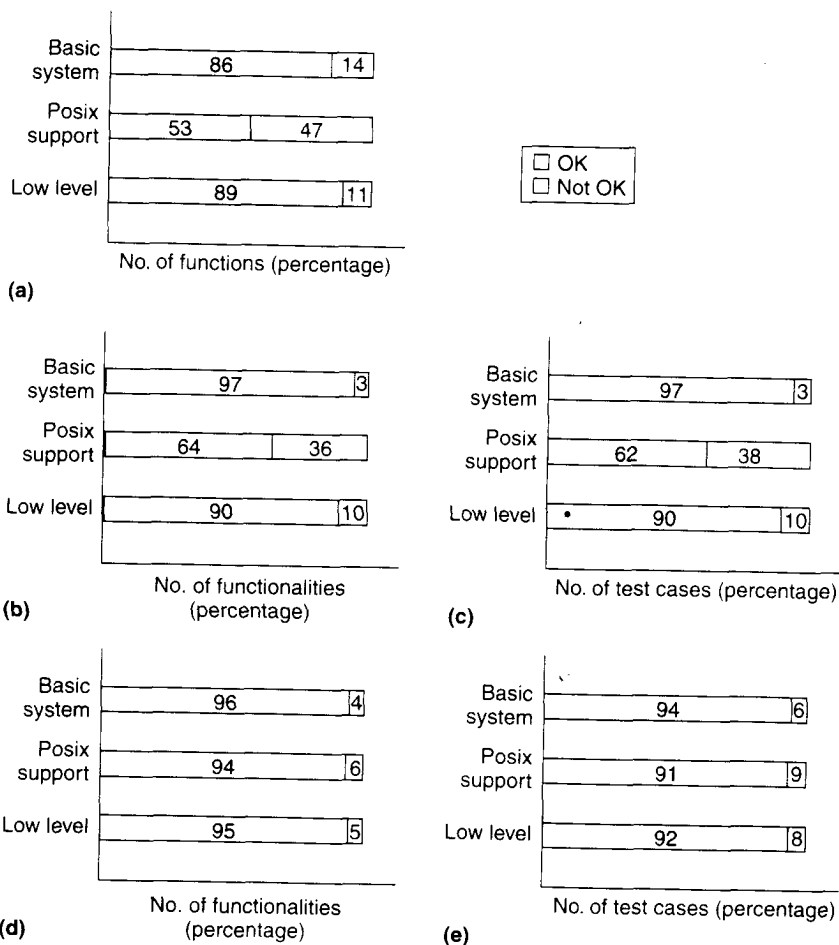 Basic
system
86
14
Posix
support
53
47
Low level
89
11
No. of functions (percentage)
(a)
OK
Not OK
Basic
system
97
3
Posix
support
64
36
Low level
90
10
No. of functionalities
(percentage)
(b)
Basic
system
97
3
Posix
support
62
38
Low level
90
10
No. of test cases (percentage)
(c)
Basic
system
96
4
Posix
support
94
6
Low level
95
5
No. of functionalities
(percentage)
(d)
Basic
system
94
6
Posix
support
91
9
Low level
92
8
No. of test cases (percentage)
(e)